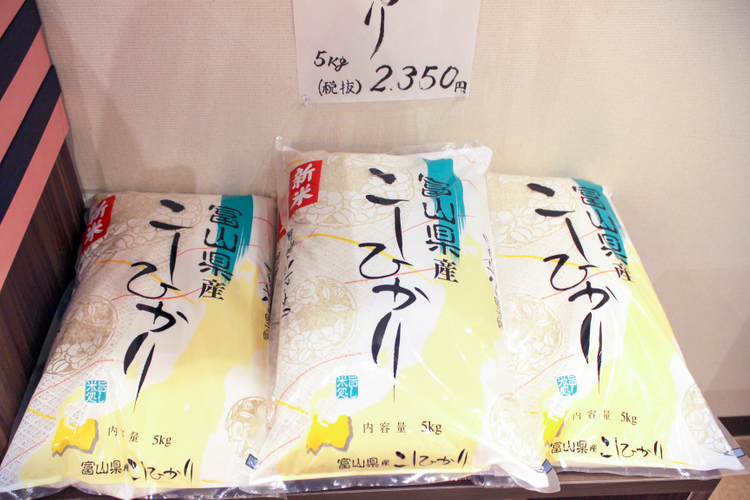 り
5kg
(税抜) 2.350円
新米
富山県産
こしひかり
内容量 5kg
富山県産 こしひかり
新米
富山県産
こしひかり
内容量 5kg
富山県産 こしひかり
富山県産
こしひかり
内容量 5kg
富山県産 こしひかり